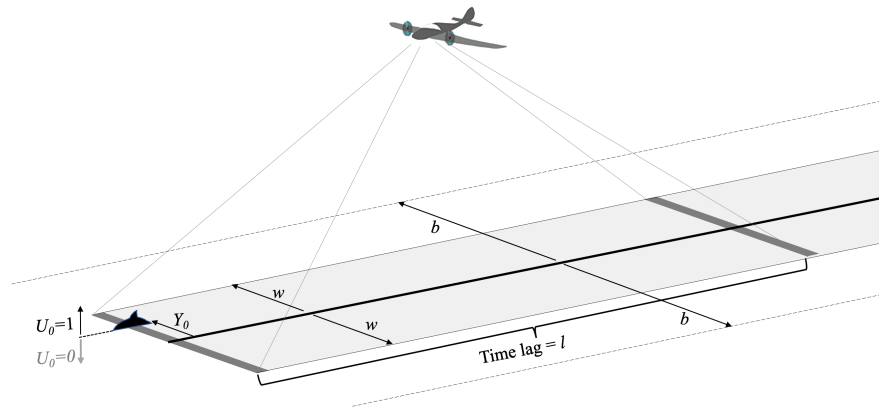 b
w
U₀=1
Y₀
w
U₀=0
b
Time lag = l